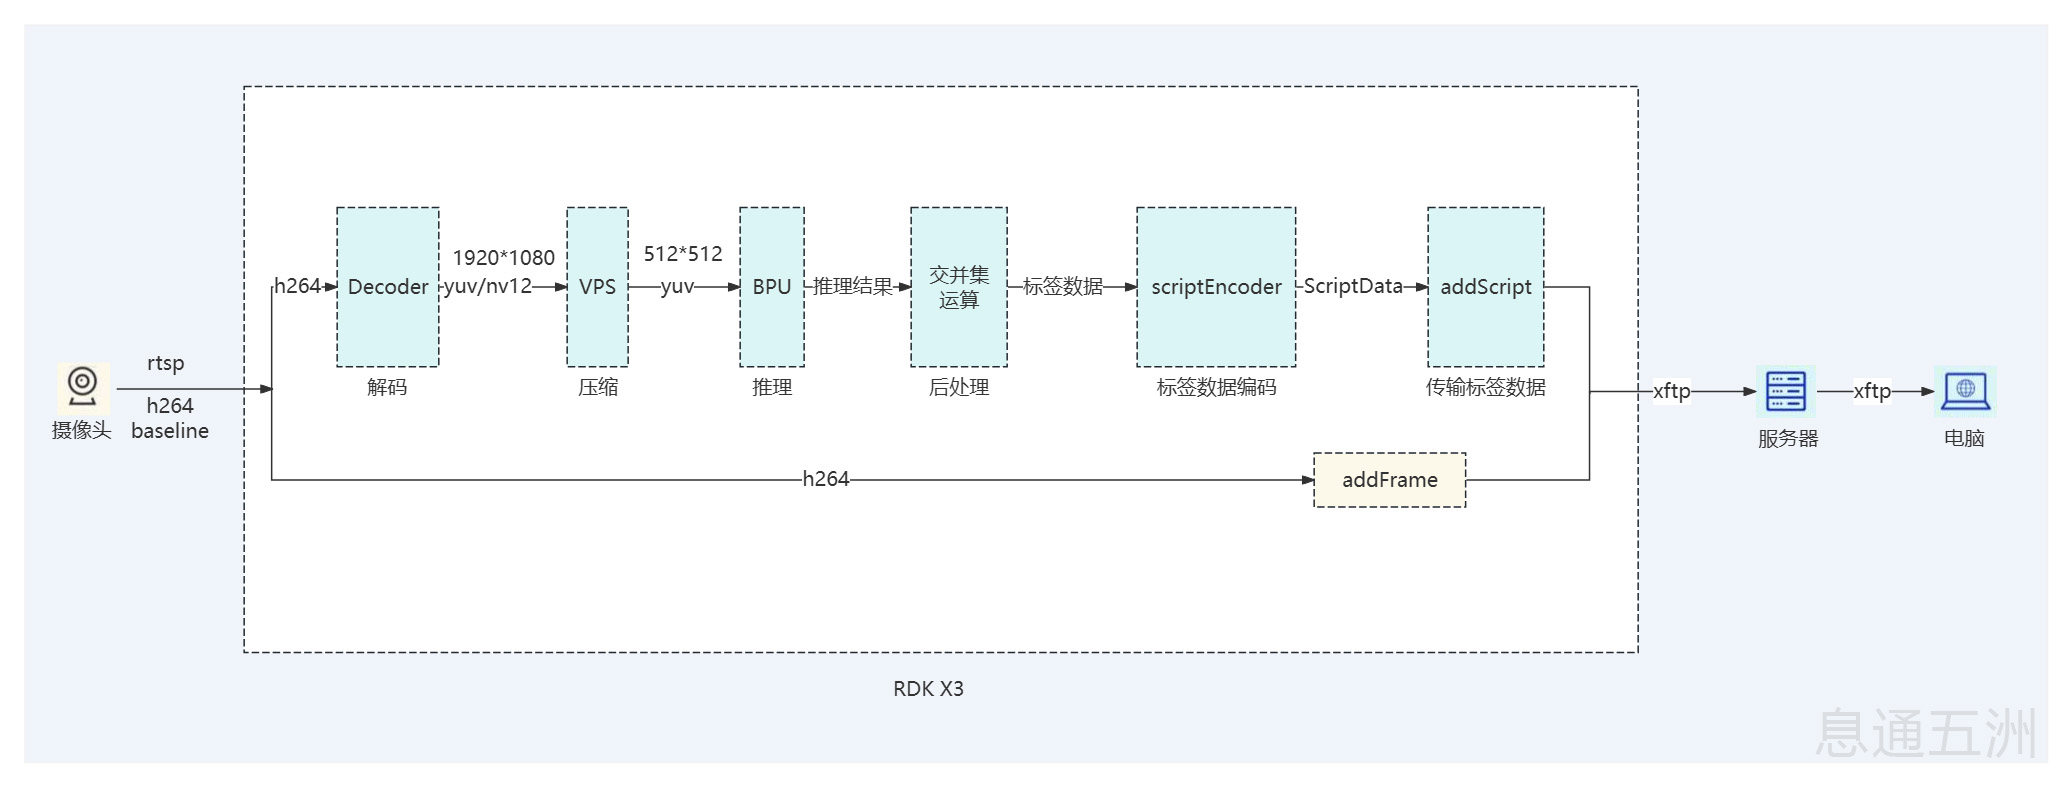 摄像头
rtsp
h264
baseline
h264
Decoder
解码
1920*1080
yuv/nv12
VPS
压缩
512*512
yuv
BPU
推理
推理结果
交并集
运算
后处理
标签数据
scriptEncoder
标签数据编码
ScriptData
addScript
传输标签数据
h264
addFrame
xftp
服务器
xftp
电脑
RDK X3
息通五洲